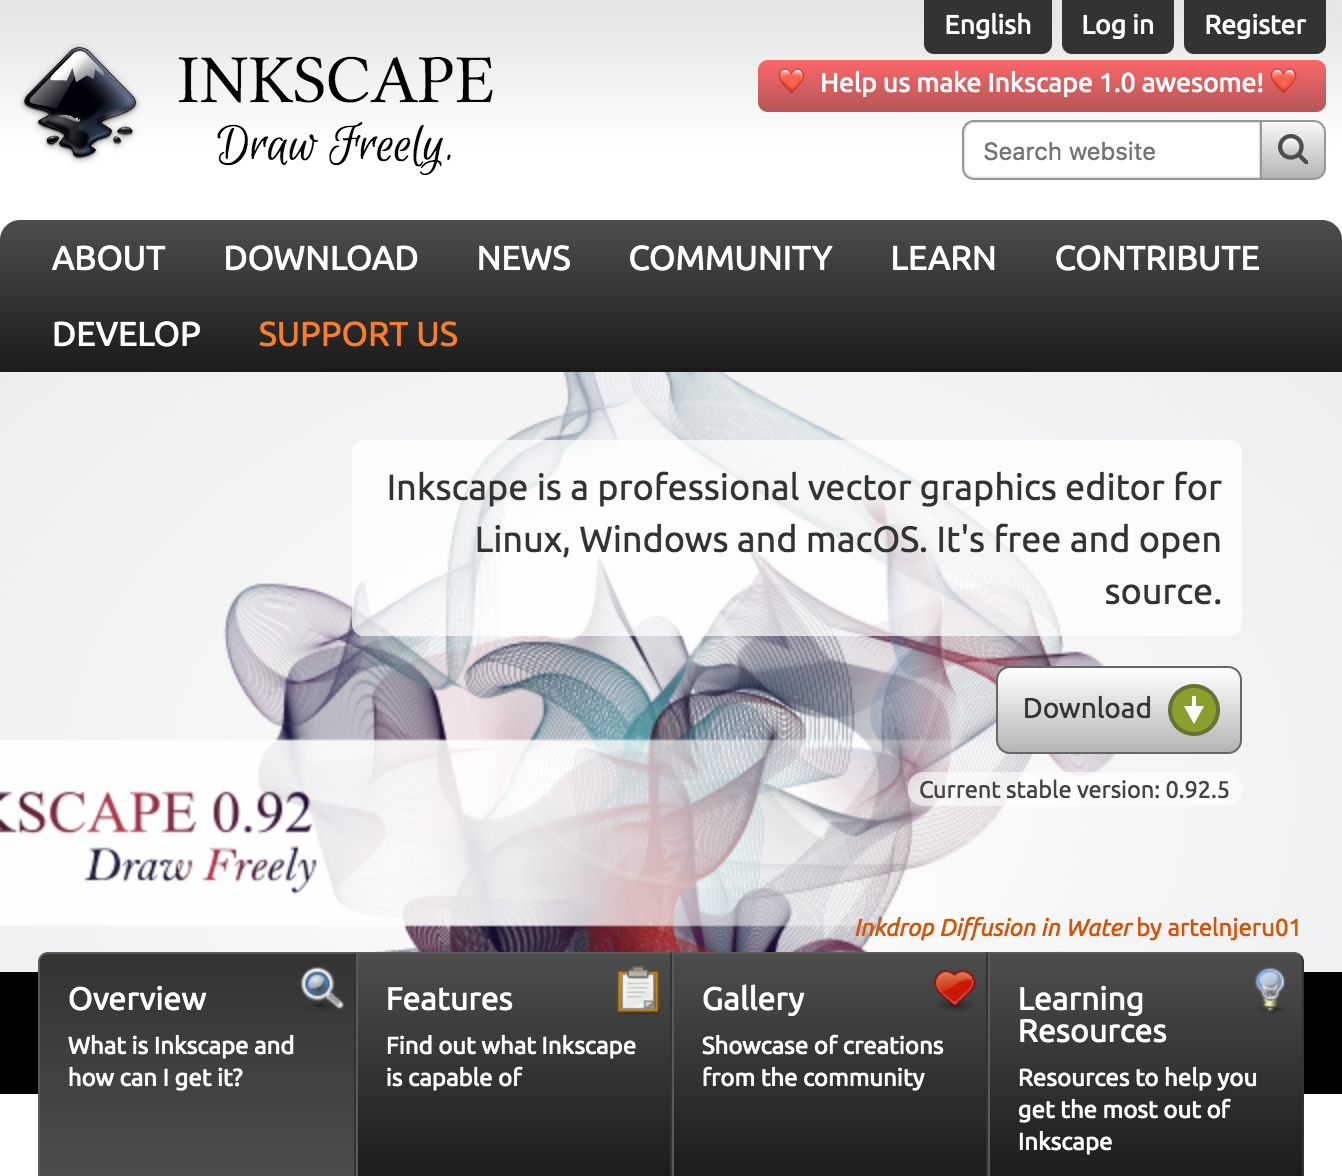 English
Log in
Register
INKSCAPE
Draw Freely.
Help us make Inkscape 1.0 awesome!
Search website
ABOUT
DOWNLOAD
NEWS
COMMUNITY
LEARN
CONTRIBUTE
DEVELOP
SUPPORT US
Inkscape is a professional vector graphics editor for
Linux, Windows and macOS. It's free and open
source.
Download
Current stable version: 0.92.5
KSCAPE 0.92
Draw Freely
Inkdrop Diffusion in Water by artelnjeru01
Overview
What is Inkscape and
how can I get it?
Features
Find out what Inkscape
is capable of
Gallery
Showcase of creations
from the community
Learning
Resources
Resources to help you
get the most out of
Inkscape